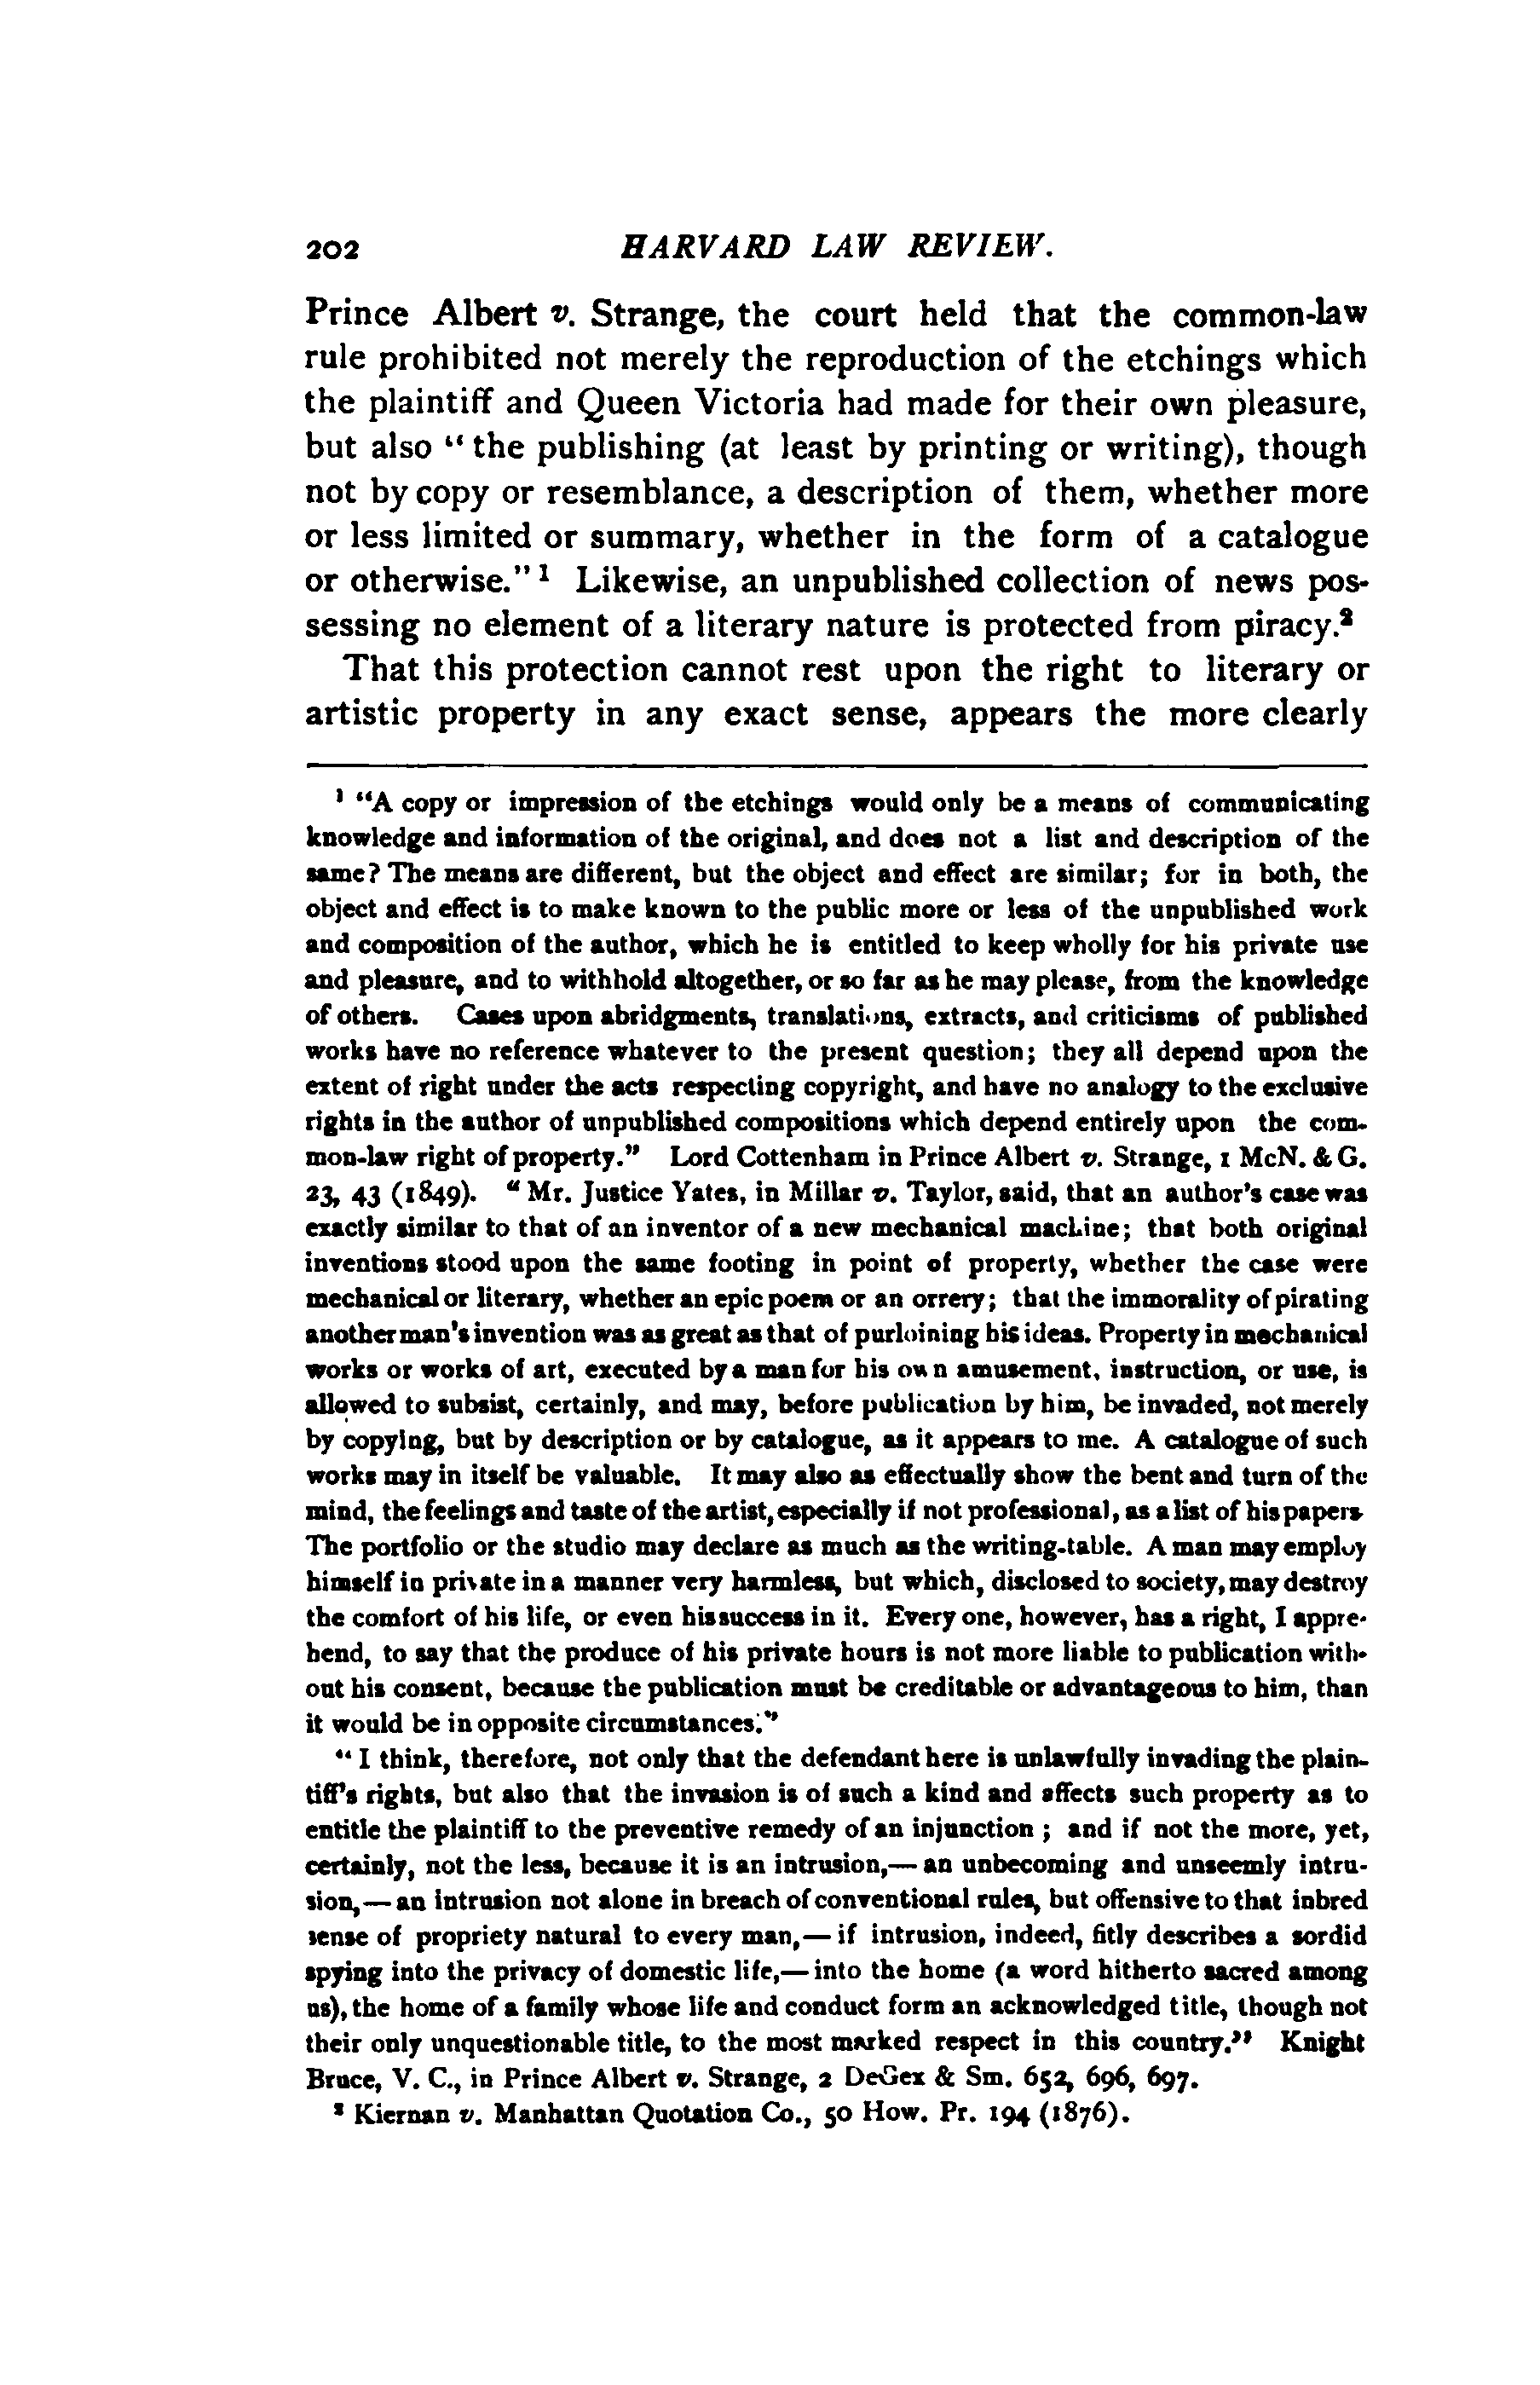 202 HARVARD LAW REVIEW.
Prince Albert v. Strange, the court held that the common-law
rule prohibited not merely the reproduction of the etchings which
the plaintiff and Queen Victoria had made for their own pleasure,
but also “the publishing (at least by printing or writing), though
not by copy or resemblance, a description of them, whether more
or less limited or summary, whether in the form of a catalogue
or otherwise.” ¹ Likewise, an unpublished collection of news pos-
sessing no element of a literary nature is protected from piracy.²
That this protection cannot rest upon the right to literary or
artistic property in any exact sense, appears the more clearly
¹ “A copy or impression of the etchings would only be a means of communicating
knowledge and information of the original, and does not a list and description of the
same? The means are different, but the object and effect are similar; for in both, the
object and effect is to make known to the public more or less of the unpublished work
and composition of the author, which he is entitled to keep wholly for his private use
and pleasure, and to withhold altogether, or so far as he may please, from the knowledge
of others. Cases upon abridgments, translations, extracts, and criticisms of published
works have no reference whatever to the present question; they all depend upon the
extent of right under the acts respecting copyright, and have no analogy to the exclusive
rights in the author of unpublished compositions which depend entirely upon the com-
mon-law right of property.” Lord Cottenham in Prince Albert v. Strange, 1 McN. & G.
23, 43 (1849). “Mr. Justice Yates, in Millar v. Taylor, said, that an author's case was
exactly similar to that of an inventor of a new mechanical machine; that both original
inventions stood upon the same footing in point of property, whether the case were
mechanical or literary, whether an epic poem or an orrery; that the immorality of pirating
another man's invention was as great as that of purloining his ideas. Property in mechanical
works or works of art, executed by a man for his own amusement, instruction, or use, is
allowed to subsist, certainly, and may, before publication by him, be invaded, not merely
by copying, but by description or by catalogue, as it appears to me. A catalogue of such
works may in itself be valuable. It may also as effectually show the bent and turn of the
mind, the feelings and taste of the artist, especially if not professional, as a list of his papers
The portfolio or the studio may declare as much as the writing-table. A man may employ
himself in private in a manner very harmless, but which, disclosed to society, may destroy
the comfort of his life, or even his success in it. Every one, however, has a right, I appre-
hend, to say that the produce of his private hours is not more liable to publication with-
out his consent, because the publication must be creditable or advantageous to him, than
it would be in opposite circumstances.”
“I think, therefore, not only that the defendant here is unlawfully invading the plain-
tiff's rights, but also that the invasion is of such a kind and affects such property as to
entitle the plaintiff to the preventive remedy of an injunction ; and if not the more, yet,
certainly, not the less, because it is an intrusion,— an unbecoming and unseemly intru-
sion,— an intrusion not alone in breach of conventional rules, but offensive to that inbred
sense of propriety natural to every man,— if intrusion, indeed, fitly describes a sordid
spying into the privacy of domestic life,— into the home (a word hitherto sacred among
us), the home of a family whose life and conduct form an acknowledged title, though not
their only unquestionable title, to the most marked respect in this country.” Knight
Bruce, V. C., in Prince Albert v. Strange, 2 DeGex & Sm. 652, 696, 697.
² Kiernan v. Manhattan Quotation Co., 50 How. Pr. 194 (1876).